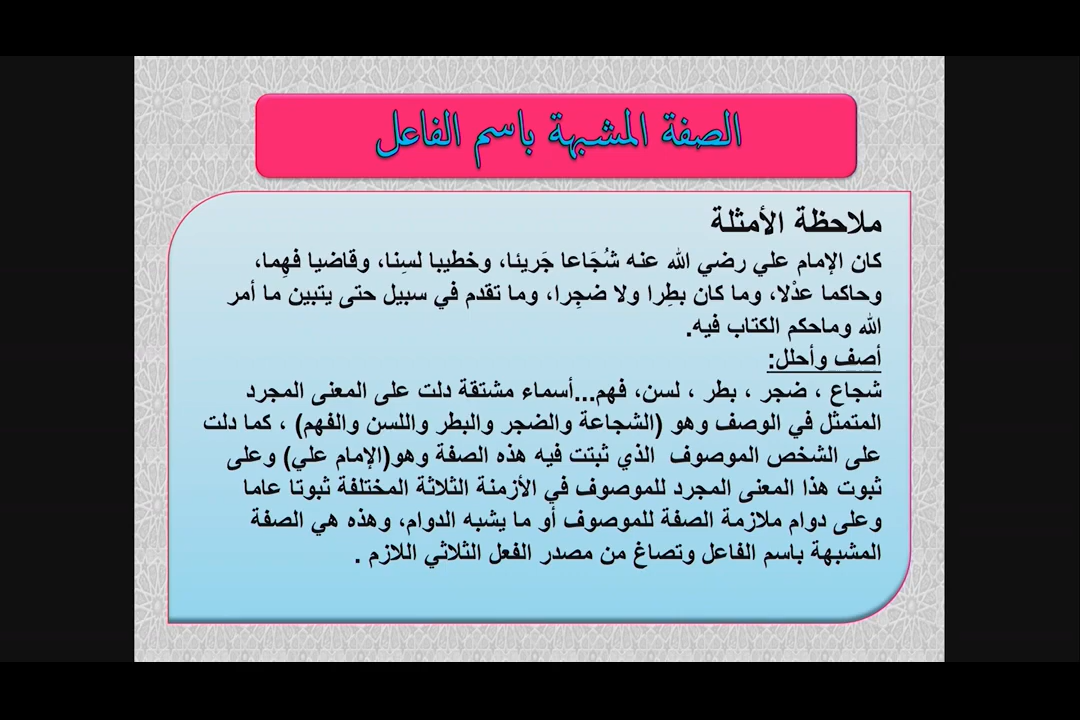 الصفة المشبهة باسم الفاعل
ملاحظة الأمثلة
كان الإمام علي رضي الله عنه شُجَاعا جَريئا، وخطيبا لسِنا، وقاضيا فهِما،
وحاكما عدْلا، وما كان بطِرا ولا ضجِرا، وما تقدم في سبيل حتى يتبين ما أمر
الله وماحكم الكتاب فيه.
أصف وأحلل:
شجاع ، ضجر ، بطر ، لسن، فهم...أسماء مشتقة دلت على المعنى المجرد
المتمثل في الوصف وهو (الشجاعة والضجر والبطر واللسن والفهم) ، كما دلت
على الشخص الموصوف الذي ثبتت فيه هذه الصفة وهو(الإمام علي) وعلى
ثبوت هذا المعنى المجرد للموصوف في الأزمنة الثلاثة المختلفة ثبوتا عاما
وعلى دوام ملازمة الصفة للموصوف أو ما يشبه الدوام، وهذه هي الصفة
المشبهة باسم الفاعل وتصاغ من مصدر الفعل الثلاثي اللازم .